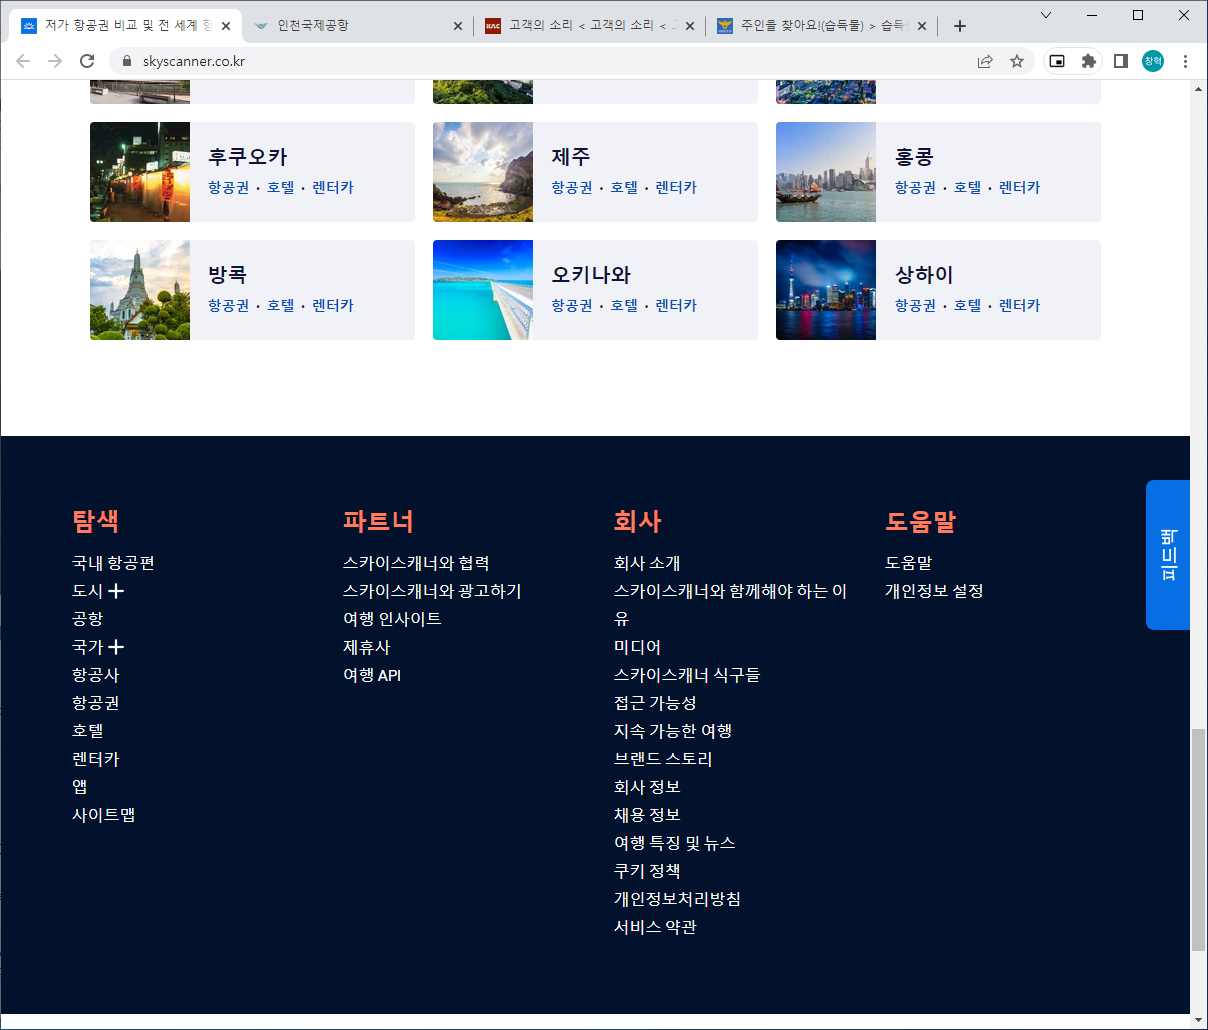 저가 항공권 비교 및 전 세계 항
인천국제공항
고객의 소리 < 고객의 소리 < 고
주인을 찾아요!(습득물) > 습득
skyscanner.co.kr
창혁
후쿠오카
항공권 · 호텔 · 렌터카
제주
항공권 · 호텔 · 렌터카
홍콩
항공권 · 호텔 · 렌터카
방콕
항공권 · 호텔 · 렌터카
오키나와
항공권 · 호텔 · 렌터카
상하이
항공권 · 호텔 · 렌터카
탐색
국내 항공편
도시
공항
국가
항공사
항공권
호텔
렌터카
앱
사이트맵
파트너
스카이스캐너와 협력
스카이스캐너와 광고하기
여행 인사이트
제휴사
여행 API
회사
회사 소개
스카이스캐너와 함께해야 하는 이
유
미디어
스카이스캐너 식구들
접근 가능성
지속 가능한 여행
브랜드 스토리
회사 정보
채용 정보
여행 특징 및 뉴스
쿠키 정책
개인정보처리방침
서비스 약관
도움말
도움말
개인정보 설정
피드백